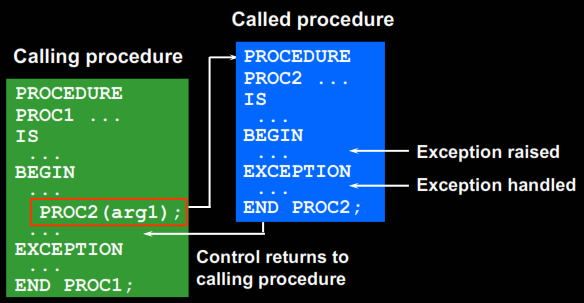 Calling procedure
PROCEDURE
PROC1 ...
IS
...
BEGIN
...
PROC2(arg1);
...
EXCEPTION
...
END PROC1;
Called procedure
PROCEDURE
PROC2 ...
IS
...
BEGIN
...
EXCEPTION
...
END PROC2;
Exception raised
Exception handled
Control returns to
calling procedure